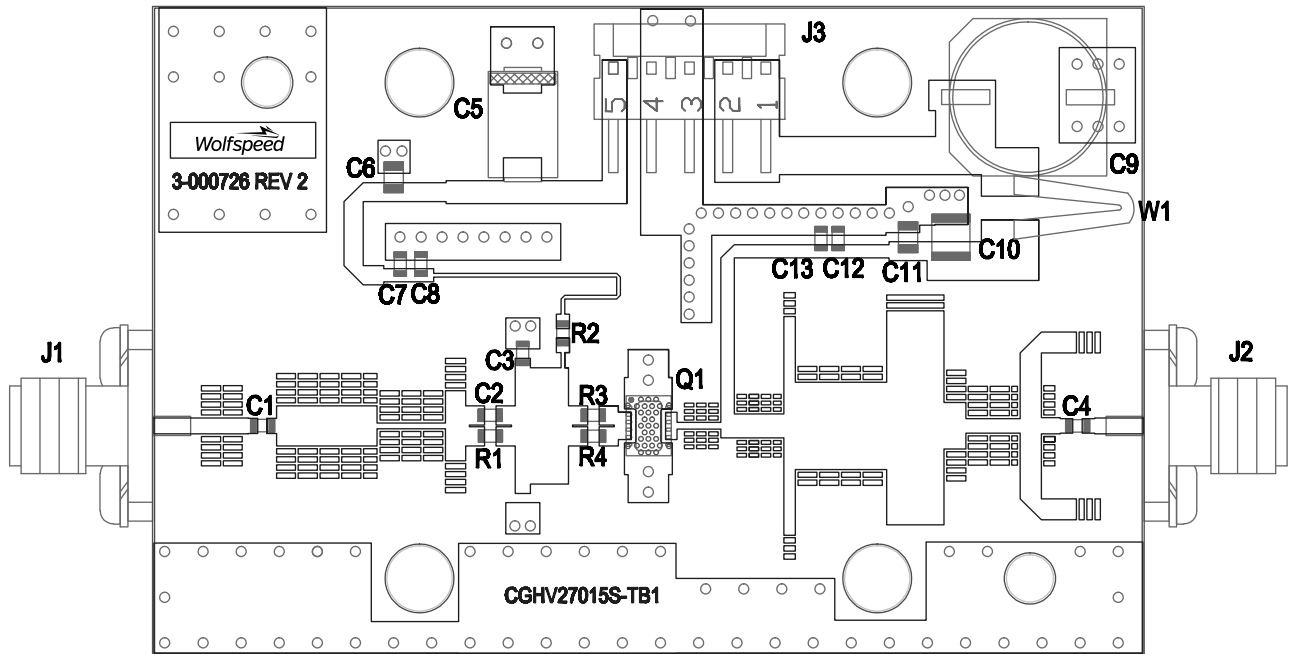 J3
C5
5 4 3 2 1
Wolfspeed
C6
C9
3-000726 REV 2
W1
C10
C13 C12 C11
C7 C8
R2
J1
C3
J2
Q1
C2 R3
C1
C4
R1 R4
CGHV27015S-TB1